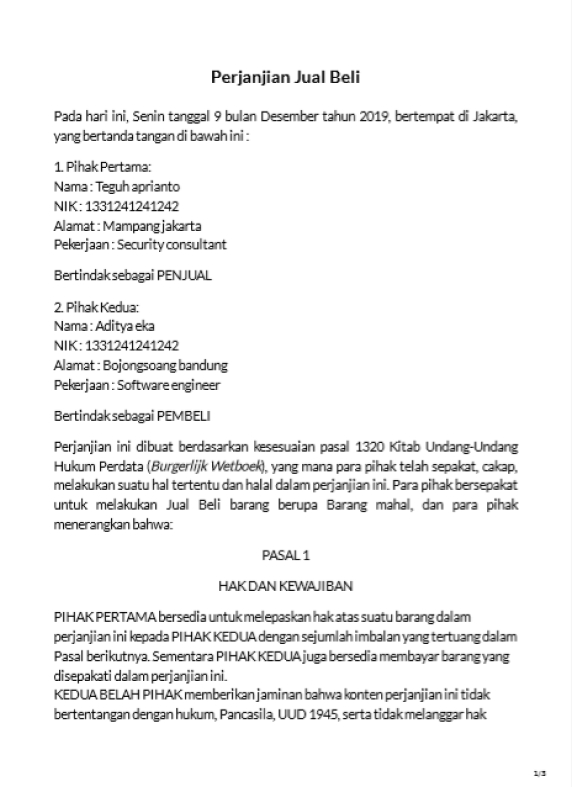 Perjanjian Jual Beli
Pada hari ini, Senin tanggal 9 bulan Desember tahun 2019, bertempat di Jakarta,
yang bertanda tangan di bawah ini :
1. Pihak Pertama:
Nama : Teguh aprianto
NIK : 1331241241242
Alamat : Mampang jakarta
Pekerjaan : Security consultant
Bertindak sebagai PENJUAL
2. Pihak Kedua:
Nama : Aditya eka
NIK : 1331241241242
Alamat : Bojongsoang bandung
Pekerjaan : Software engineer
Bertindak sebagai PEMBELI
Perjanjian ini dibuat berdasarkan kesesuaian pasal 1320 Kitab Undang-Undang
Hukum Perdata (Burgerlijk Wetboek), yang mana para pihak telah sepakat, cakap,
melakukan suatu hal tertentu dan halal dalam perjanjian ini. Para pihak bersepakat
untuk melakukan Jual Beli barang berupa Barang mahal, dan para pihak
menerangkan bahwa:
PASAL 1
HAK DAN KEWAJIBAN
PIHAK PERTAMA bersedia untuk melepaskan hak atas suatu barang dalam
perjanjian ini kepada PIHAK KEDUA dengan sejumlah imbalan yang tertuang dalam
Pasal berikutnya. Sementara PIHAK KEDUA juga bersedia membayar barang yang
disepakati dalam perjanjian ini.
KEDUA BELAH PIHAK memberikan jaminan bahwa konten perjanjian ini tidak
bertentangan dengan hukum, Pancasila, UUD 1945, serta tidak melanggar hak
1/3